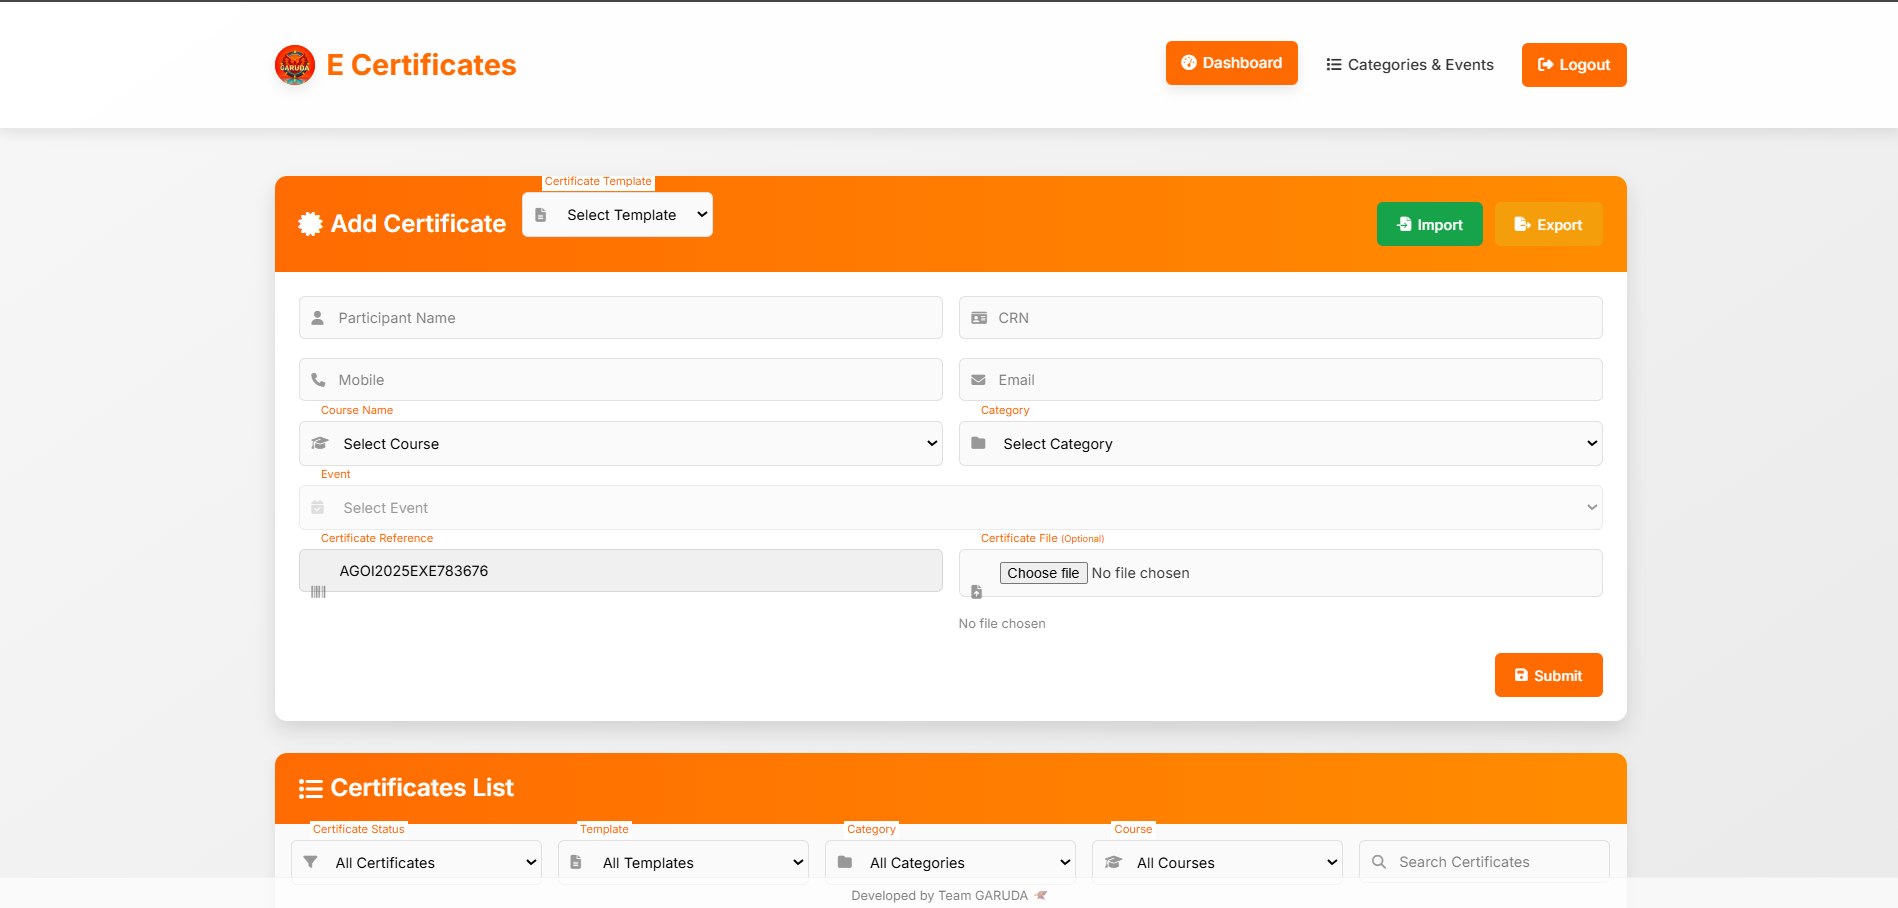 GARUDA
E Certificates
Dashboard
Categories & Events
Logout
Certificate Template
Add Certificate
Select Template
Import
Export
Participant Name
CRN
Mobile
Email
Course Name
Category
Select Course
Select Category
Event
Select Event
Certificate Reference
Certificate File (Optional)
AGOI2025EXE783676
Choose file No file chosen
No file chosen
Submit
Certificates List
Certificate Status
Template
Category
Course
All Certificates
All Templates
All Categories
All Courses
Search Certificates
Developed by Team GARUDA